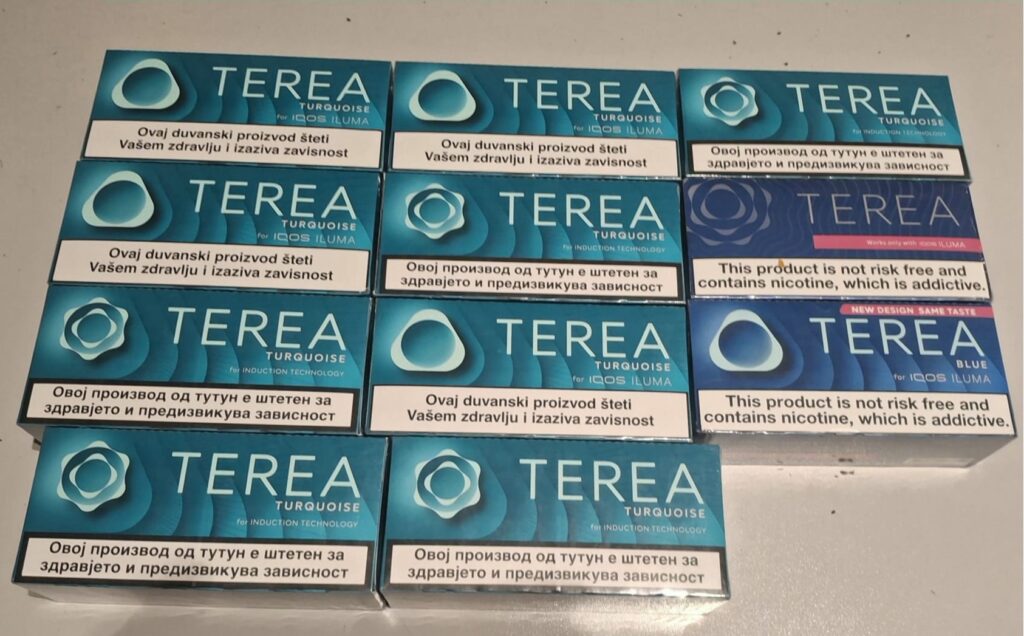 TEREA
TURQUOISE
for IQOS ILUMA
Ovaj duvanski proizvod šteti
Vašem zdravlju i izaziva zavisnost
TEREA
TURQUOISE
for IQOS ILUMA
Ovaj duvanski proizvod šteti
Vašem zdravlju i izaziva zavisnost
TEREA
TURQUOISE
for INDUCTION TECHNOLOGY
Овој производ од тутун е штетен за
здравјето и предизвикува зависност
TEREA
TURQUOISE
for IQOS ILUMA
Ovaj duvanski proizvod šteti
Vašem zdravlju i izaziva zavisnost
TEREA
TURQUOISE
for INDUCTION TECHNOLOGY
Овој производ од тутун е штетен за
здравјето и предизвикува зависност
TEREA
Works only with IQOS ILUMA
This product is not risk free and
contains nicotine, which is addictive.
TEREA
TURQUOISE
for INDUCTION TECHNOLOGY
Овој производ од тутун е штетен за
здравјето и предизвикува зависност
TEREA
TURQUOISE
for IQOS ILUMA
Ovaj duvanski proizvod šteti
Vašem zdravlju i izaziva zavisnost
NEW DESIGN SAME TASTE
TEREA
BLUE
for IQOS ILUMA
This product is not risk free and
contains nicotine, which is addictive.
TEREA
TURQUOISE
for INDUCTION TECHNOLOGY
Овој производ од тутун е штетен за
здравјето и предизвикува зависност
TEREA
TURQUOISE
for INDUCTION TECHNOLOGY
Овој производ од тутун е штетен за
здравјето и предизвикува зависност